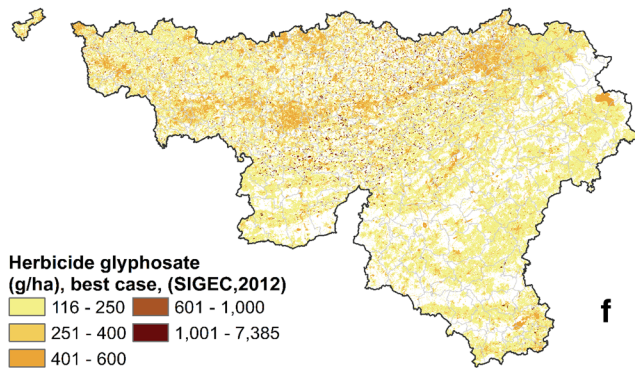 Herbicide glyphosate
(g/ha), best case, (SIGEC,2012)
116 - 250 601 - 1,000
251 - 400 1,001 - 7,385
401 - 600
f